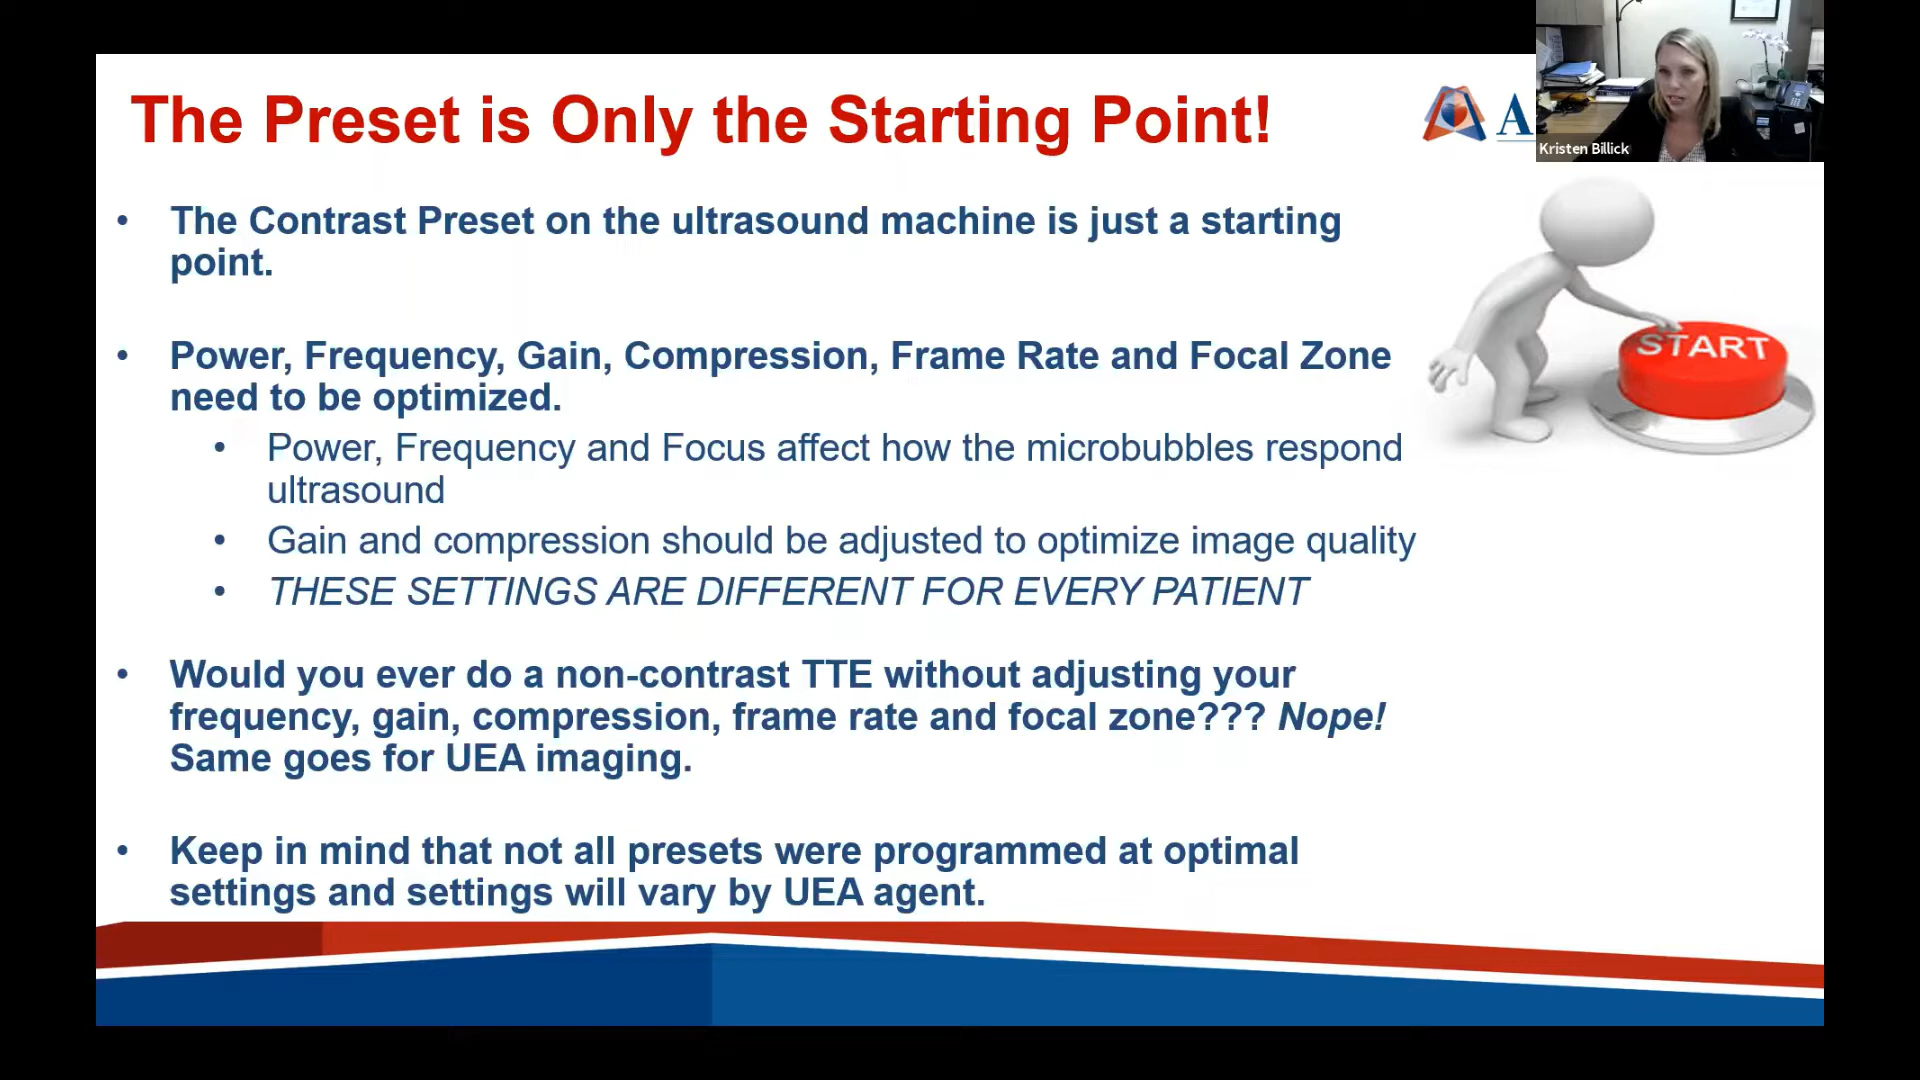 The Preset is Only the Starting Point!
A
Kristen Billick
The Contrast Preset on the ultrasound machine is just a starting
point.
START
Power, Frequency, Gain, Compression, Frame Rate and Focal Zone
need to be optimized.
Power, Frequency and Focus affect how the microbubbles respond
ultrasound
Gain and compression should be adjusted to optimize image quality
THESE SETTINGS ARE DIFFERENT FOR EVERY PATIENT
Would you ever do a non-contrast TTE without adjusting your
frequency, gain, compression, frame rate and focal zone??? Nope!
Same goes for UEA imaging.
Keep in mind that not all presets were programmed at optimal
settings and settings will vary by UEA agent.